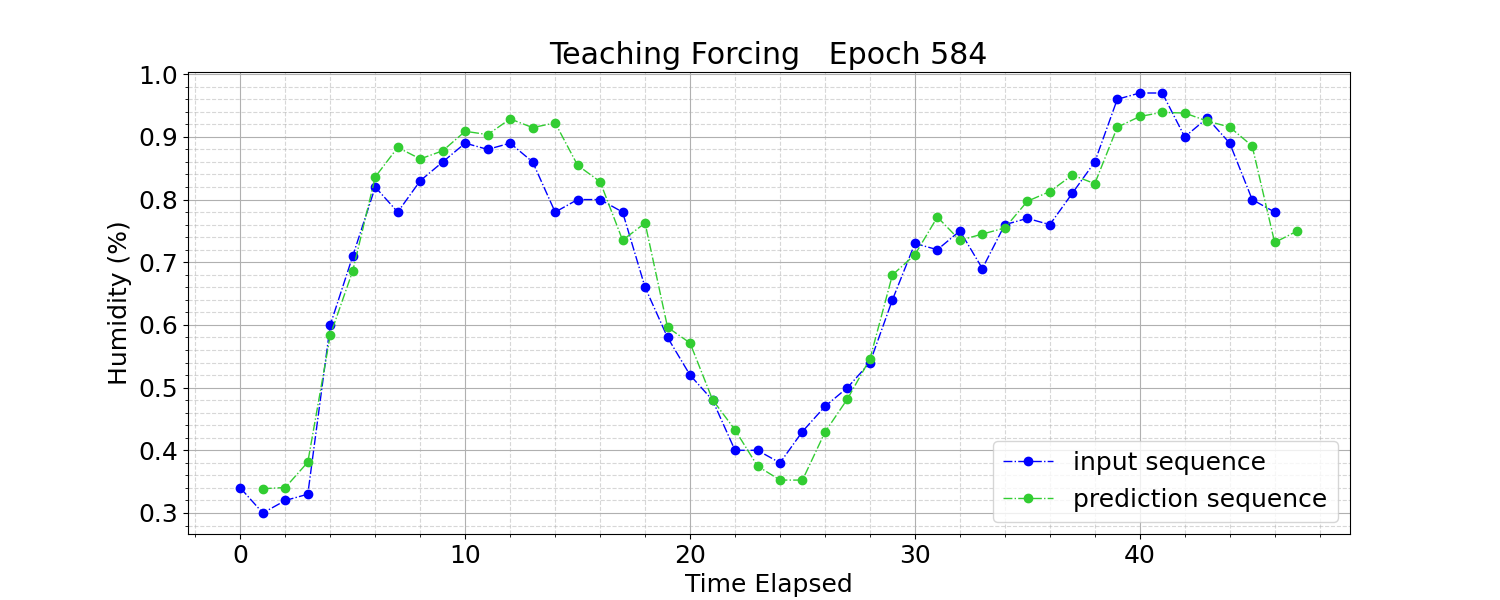 Teaching Forcing   Epoch 584
1.0
0.9
0.8
0.7
0.6
0.5
0.4
0.3
Humidity (%)
input sequence
prediction sequence
0 10 20 30 40
Time Elapsed